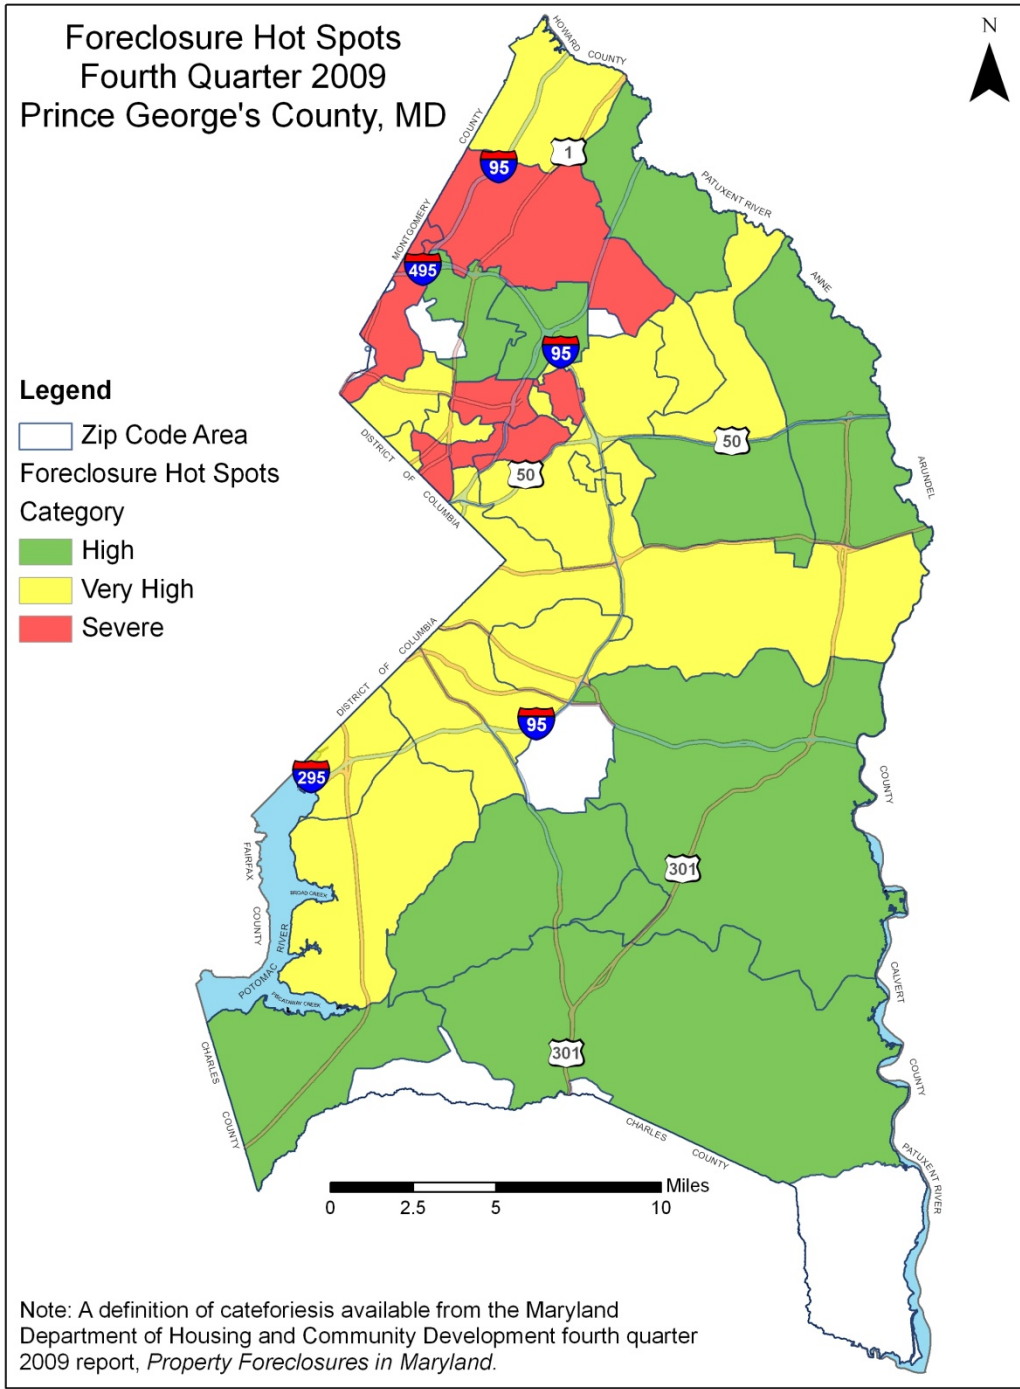 Foreclosure Hot Spots
Fourth Quarter 2009
Prince George's County, MD
N
HOWARD COUNTY
COUNTY
MONTGOMERY
1
95
PATUXENT RIVER
495
ANNE
95
Legend
Zip Code Area
Foreclosure Hot Spots
Category
High
Very High
Severe
50
50
DISTRICT OF COLUMBIA
ARUNDEL
DISTRICT OF COLUMBIA
95
295
COUNTY
FAIRFAX
COUNTY
301
BROAD CREEK
POTOMAC RIVER
PISCATAWAY CREEK
CALVERT
COUNTY
CHARLES
COUNTY
301
CHARLES
COUNTY
PATUXENT RIVER
Miles
0 2.5 5 10
Note: A definition of cateforiesis available from the Maryland
Department of Housing and Community Development fourth quarter
2009 report, Property Foreclosures in Maryland.